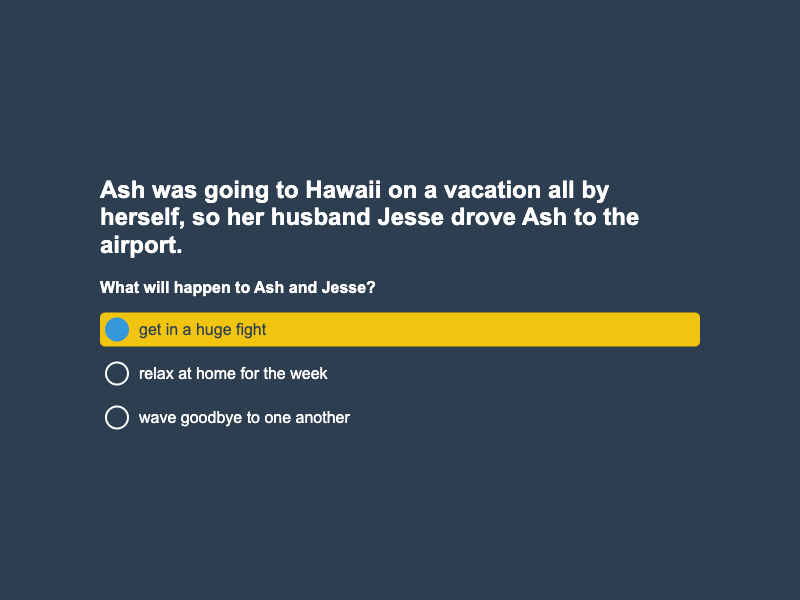 Ash was going to Hawaii on a vacation all by
herself, so her husband Jesse drove Ash to the
airport.
What will happen to Ash and Jesse?
get in a huge fight
relax at home for the week
wave goodbye to one another